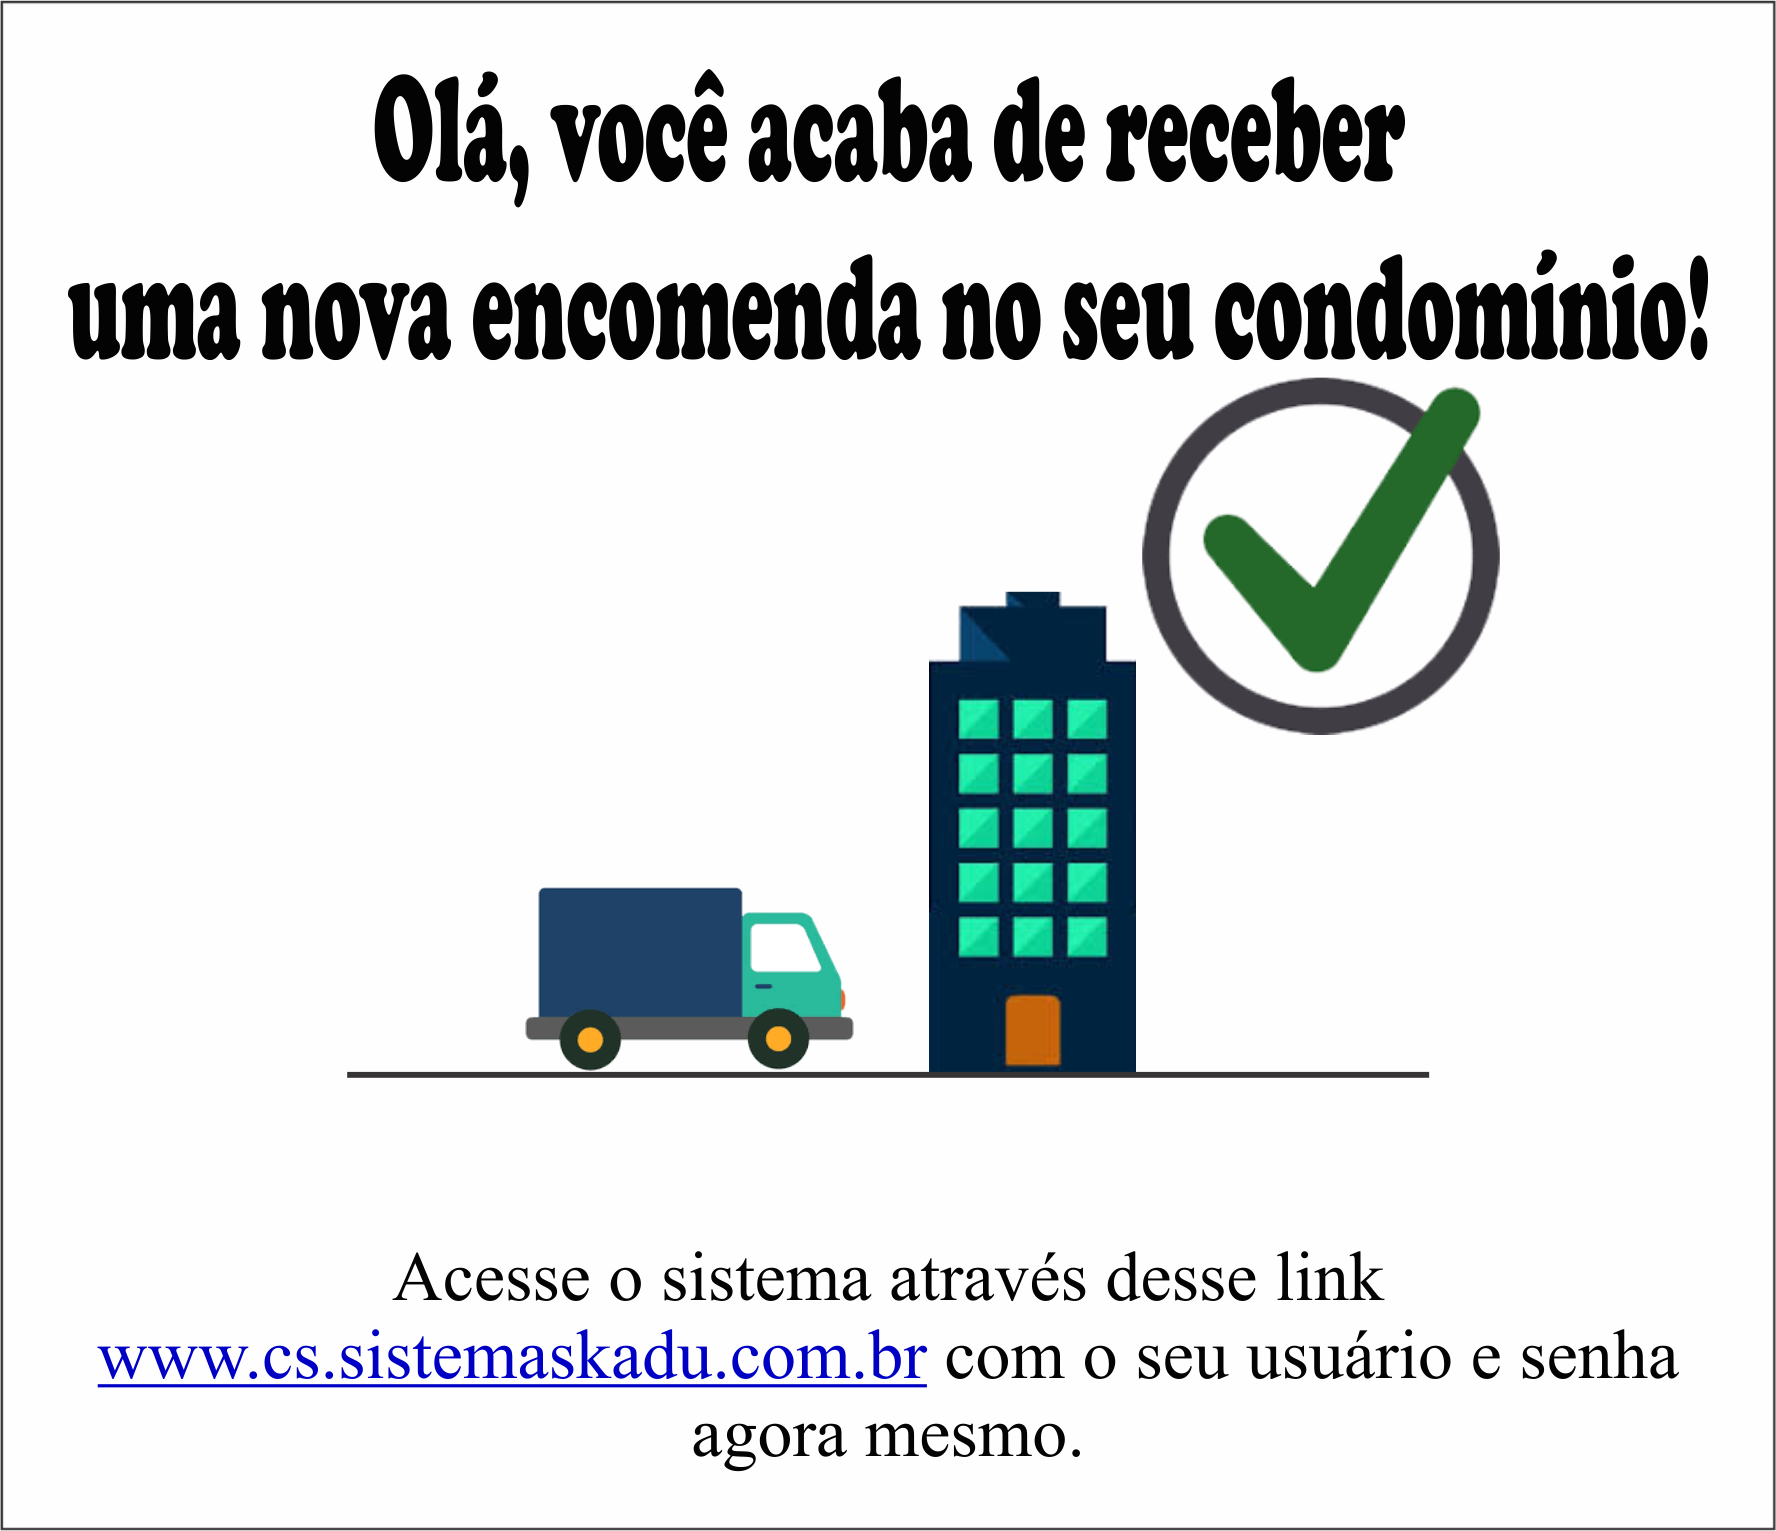 Olá, você acaba de receber
uma nova encomenda no seu condomínio!
Acesse o sistema através desse link
www.cs.sistemaskadu.com.br com o seu usuário e senha
agora mesmo.